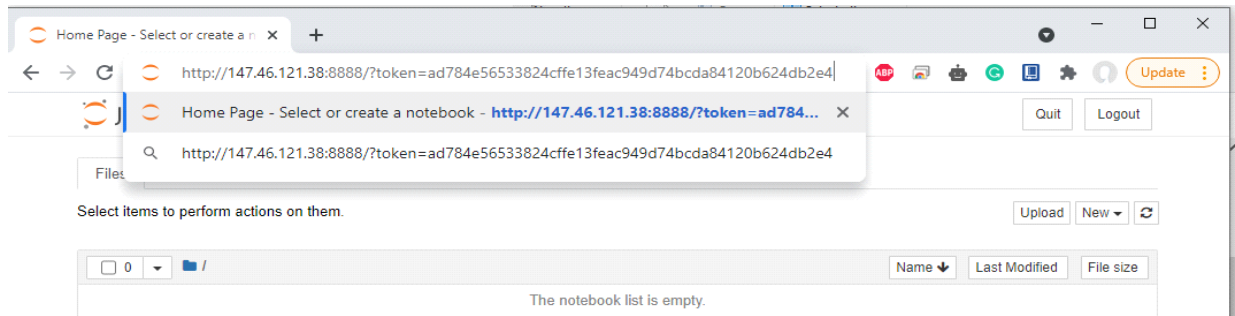 Home Page - Select or create a n
http://147.46.121.38:8888/?token=ad784e56533824cffe13feac949d74bcda84120b624db2e4
ABP
G
Update
Home Page - Select or create a notebook - http://147.46.121.38:8888/?token=ad784...
J
Quit
Logout
http://147.46.121.38:8888/?token=ad784e56533824cffe13feac949d74bcda84120b624db2e4
Files
Select items to perform actions on them.
Upload
New
0
/
Name
Last Modified
File size
The notebook list is empty.